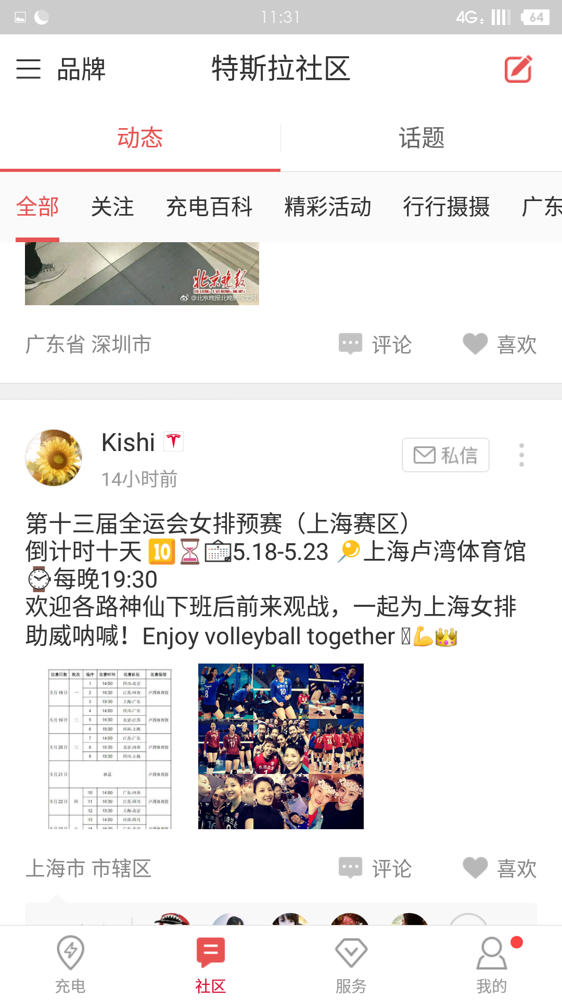 11:31
4G
64
品牌
特斯拉社区
动态
话题
全部 关注 充电百科 精彩活动 行行摄摄 广东
北京晚报
BEIJING EVENING NEWS
@北京晚报北晚新视觉网
广东省 深圳市
评论
喜欢
Kishi
私信
14小时前
第十三届全运会女排预赛（上海赛区）
倒计时十天 🔟⏳📅5.18-5.23 📍上海卢湾体育馆
⌚每晚19:30
欢迎各路神仙下班后前来观战，一起为上海女排
助威呐喊！Enjoy volleyball together 💪👑
比赛日期 轮次 场序 比赛时间 比赛队伍 比赛场馆
5月18日 一 1 14:00 四川-北京 卢湾体育馆
2 16:30 江苏-河南
3 19:30 上海-广东
5月19日 二 4 14:00 四川-广东 卢湾体育馆
5 16:30 北京-江苏
6 19:30 河南-上海
5月20日 三 7 14:00 江苏-广东 卢湾体育馆
8 16:30 北京-河南
9 19:30 四川-上海
5月21日 休息 卢湾体育馆
5月22日 四 10 14:00 广东-河南 卢湾体育馆
11 16:30 江苏-四川
12 19:30 上海-北京
13 14:00 河南-四川
上海市 市辖区
评论
喜欢
充电
社区
服务
我的